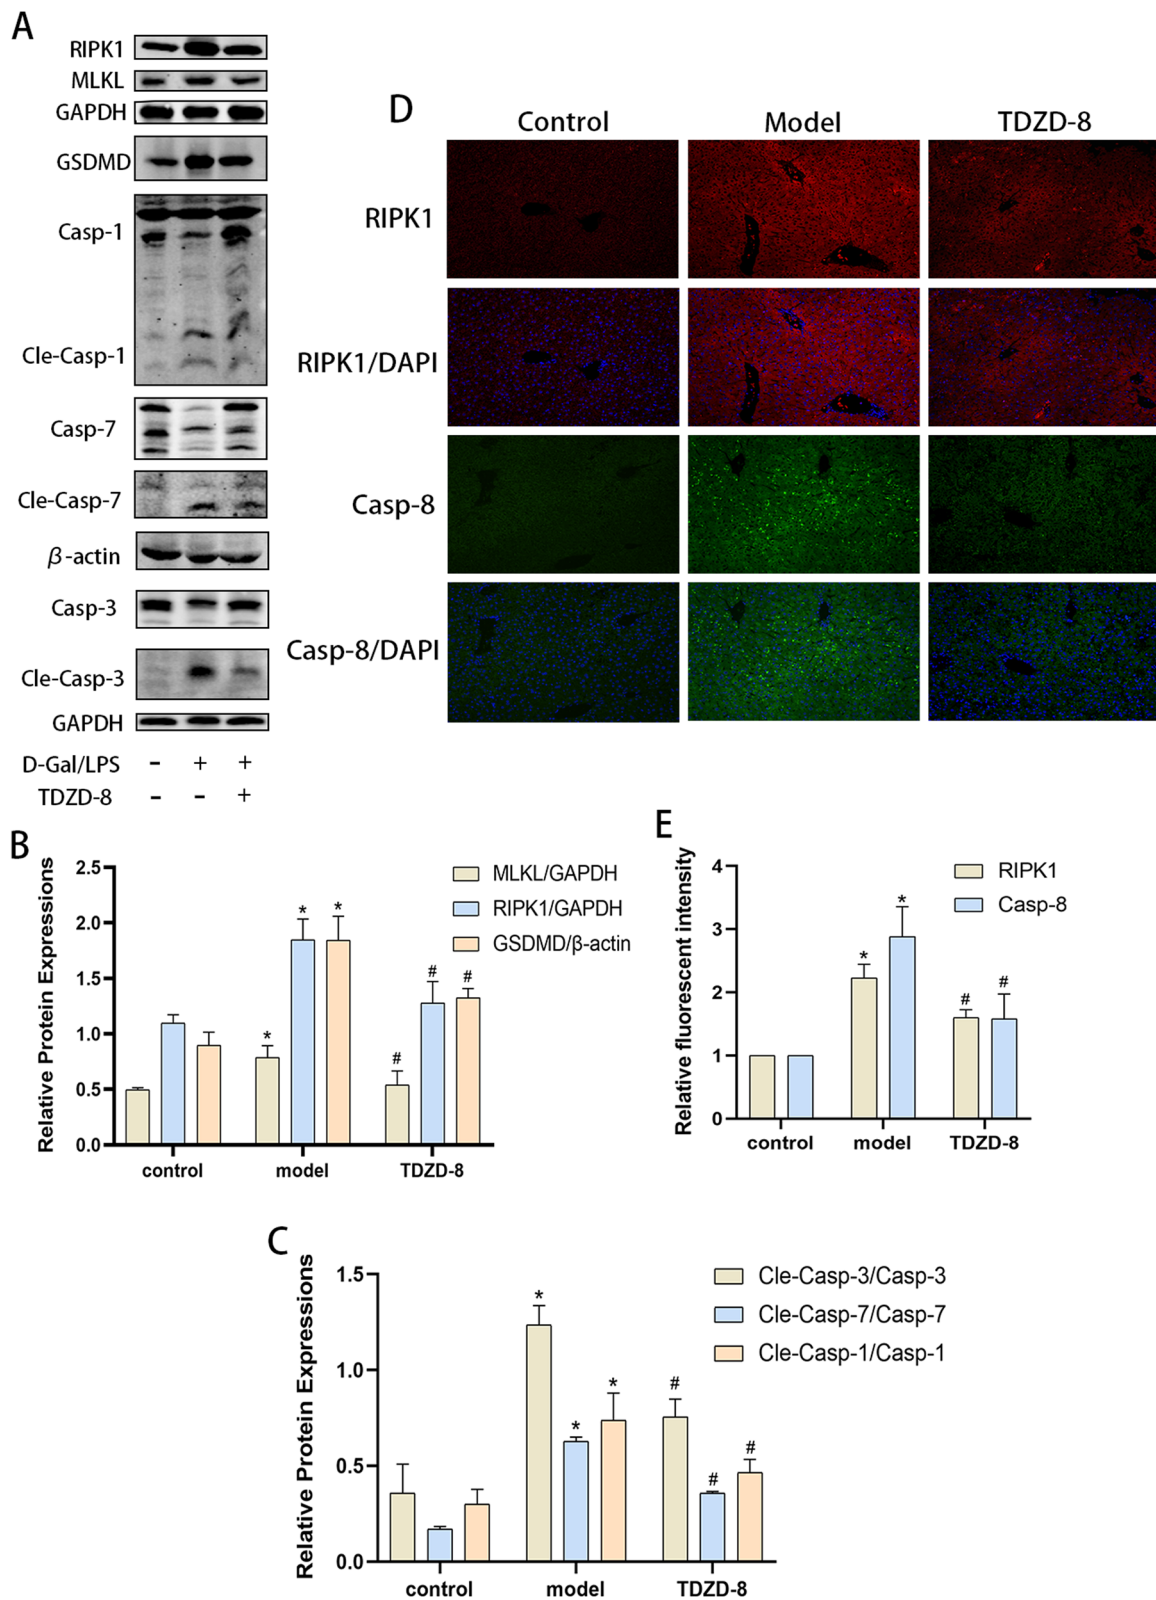 A
RIPK1
MLKL
GAPDH
GSDMD
Casp-1
Cle-Casp-1
Casp-7
Cle-Casp-7
β-actin
Casp-3
Cle-Casp-3
GAPDH
D-Gal/LPS - + +
TDZD-8 - - +
D
Control Model TDZD-8
RIPK1
RIPK1/DAPI
Casp-8
Casp-8/DAPI
B
Relative Protein Expressions
2.5
2.0
1.5
1.0
0.5
0.0
MLKL/GAPDH
RIPK1/GAPDH
GSDMD/β-actin
* * *
# # #
control model TDZD-8
E
Relative fluorescent intensity
4
3
2
1
0
RIPK1
Casp-8
* *
# #
control model TDZD-8
C
Relative Protein Expressions
1.5
1.0
0.5
0.0
Cle-Casp-3/Casp-3
Cle-Casp-7/Casp-7
Cle-Casp-1/Casp-1
* * *
# # #
control model TDZD-8